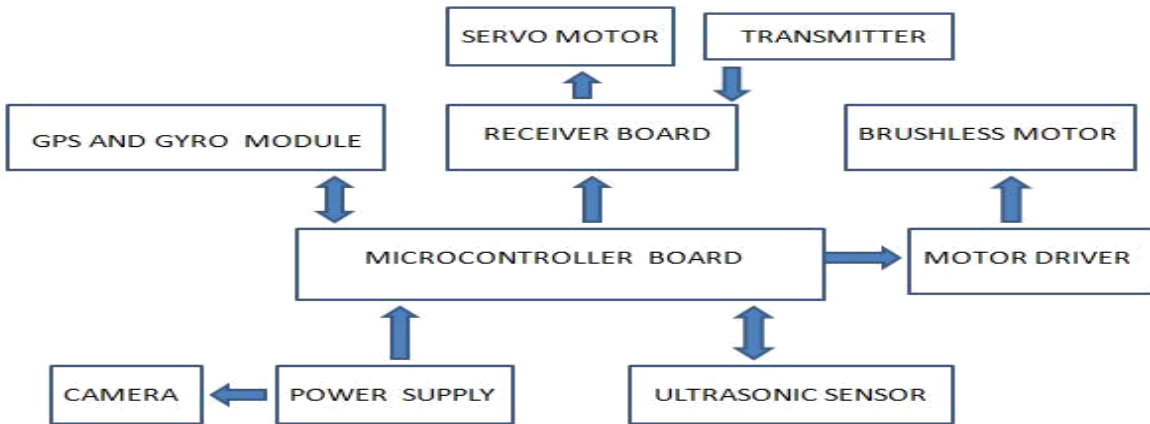 SERVO MOTOR
TRANSMITTER
GPS AND GYRO MODULE
RECEIVER BOARD
BRUSHLESS MOTOR
MICROCONTROLLER BOARD
MOTOR DRIVER
CAMERA
POWER SUPPLY
ULTRASONIC SENSOR